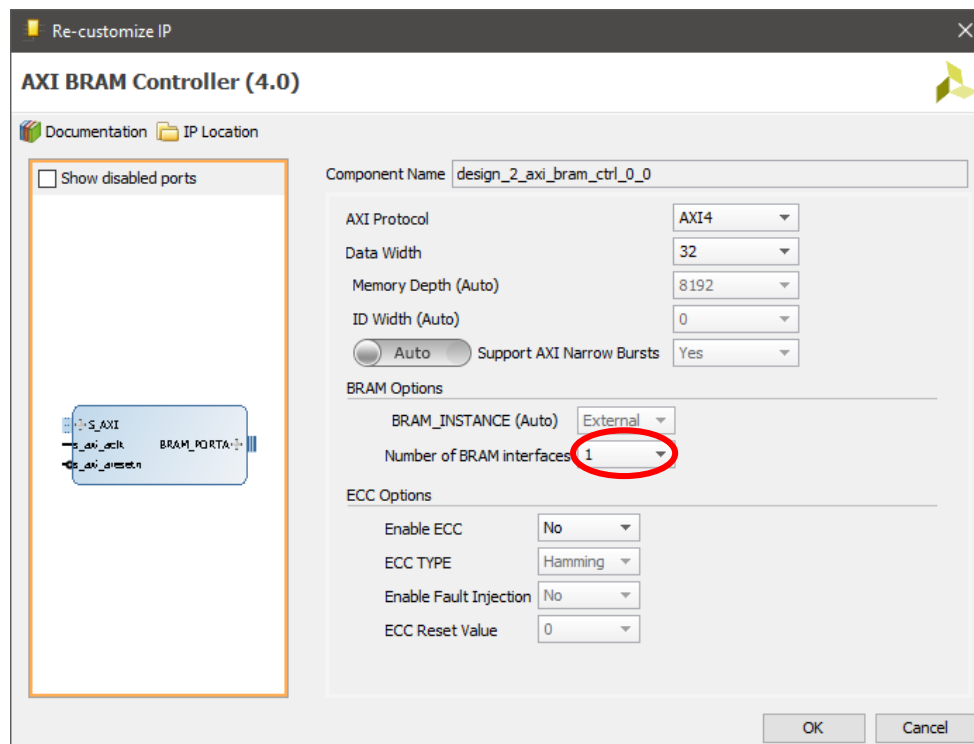 Re-customize IP
AXI BRAM Controller (4.0)
Documentation IP Location
Show disabled ports
S_AXI
s_axi_aclk BRAM_PORTA
s_axi_aresetn
Component Name design_2_axi_bram_ctrl_0_0
AXI Protocol AXI4
Data Width 32
Memory Depth (Auto) 8192
ID Width (Auto) 0
Auto Support AXI Narrow Bursts Yes
BRAM Options
BRAM_INSTANCE (Auto) External
Number of BRAM interfaces 1
ECC Options
Enable ECC No
ECC TYPE Hamming
Enable Fault Injection No
ECC Reset Value 0
OK Cancel